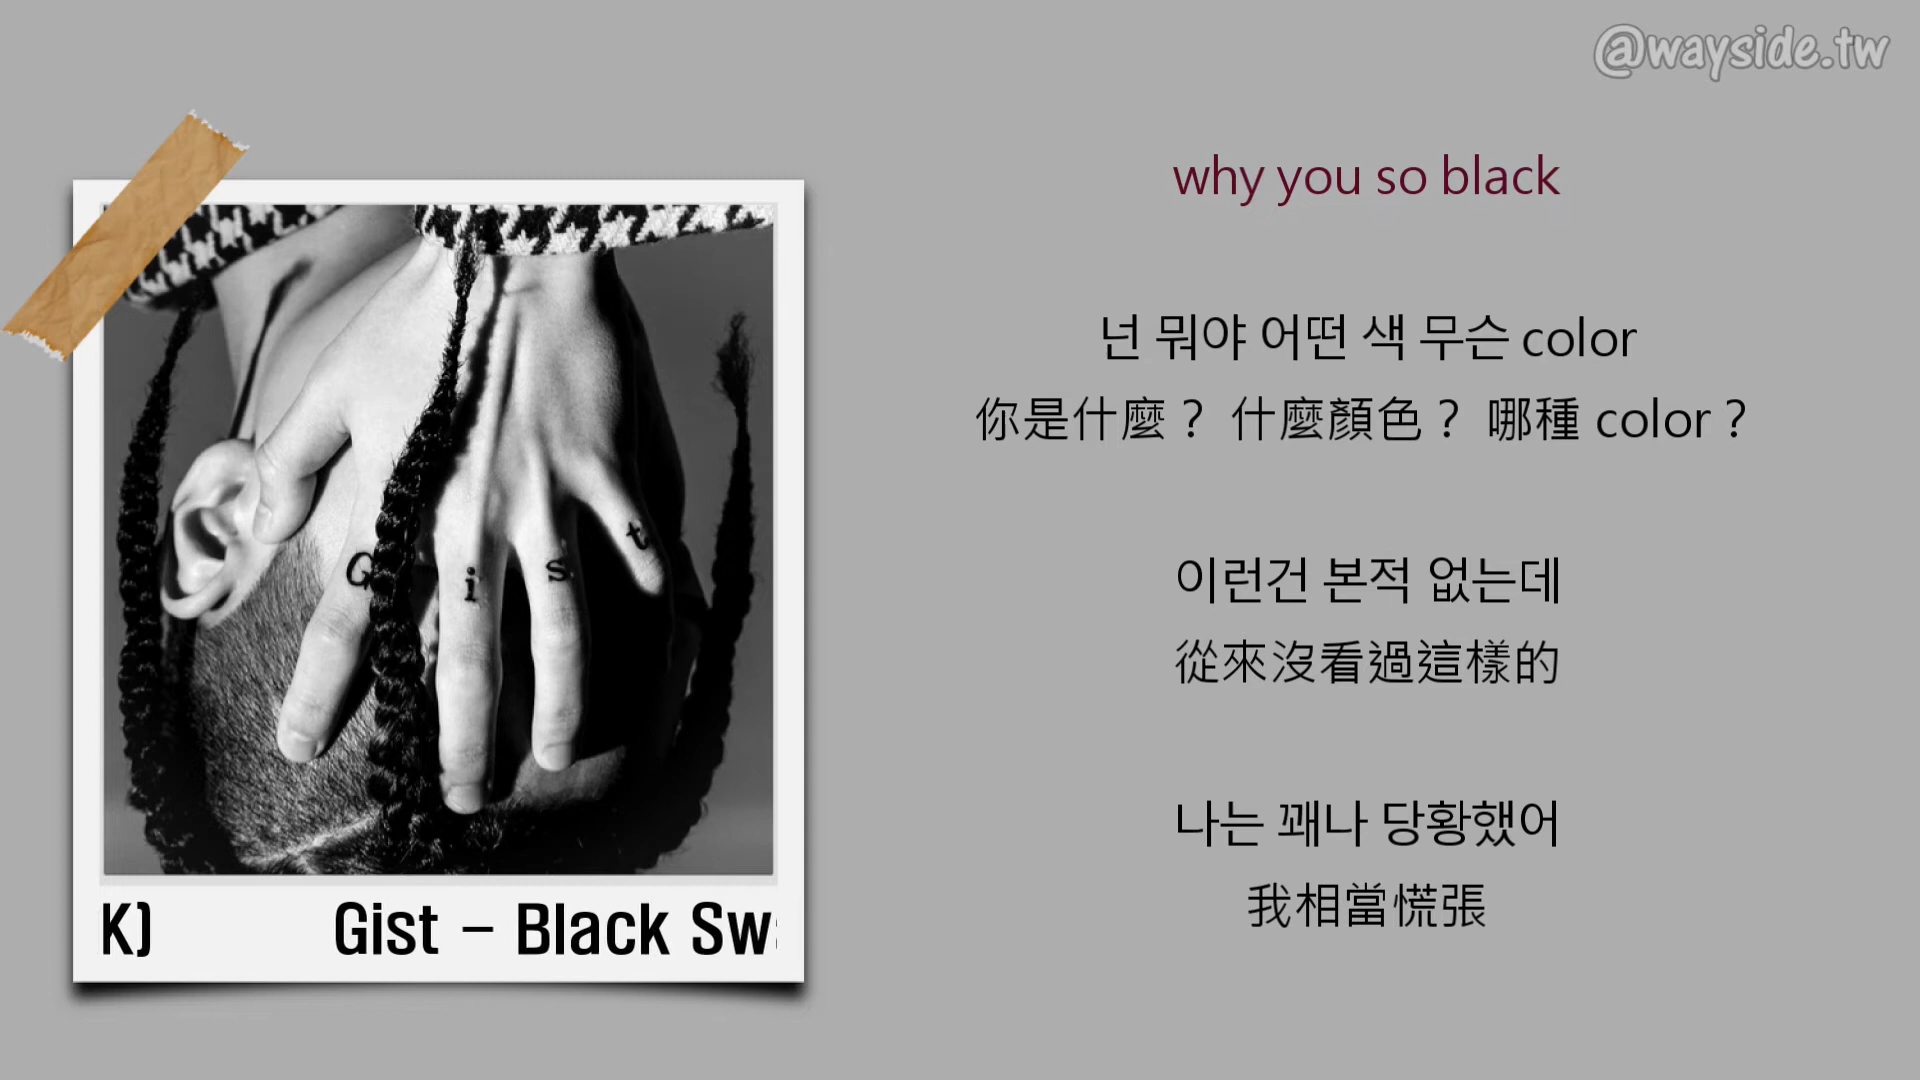 @wayside.tw
why you so black
넌 뭐야 어떤 색 무슨 color
你是什麼？ 什麼顏色？ 哪種 color？
이런건 본적 없는데
從來沒看過這樣的
나는 꽤나 당황했어
我相當慌張
G i s t
K) Gist – Black